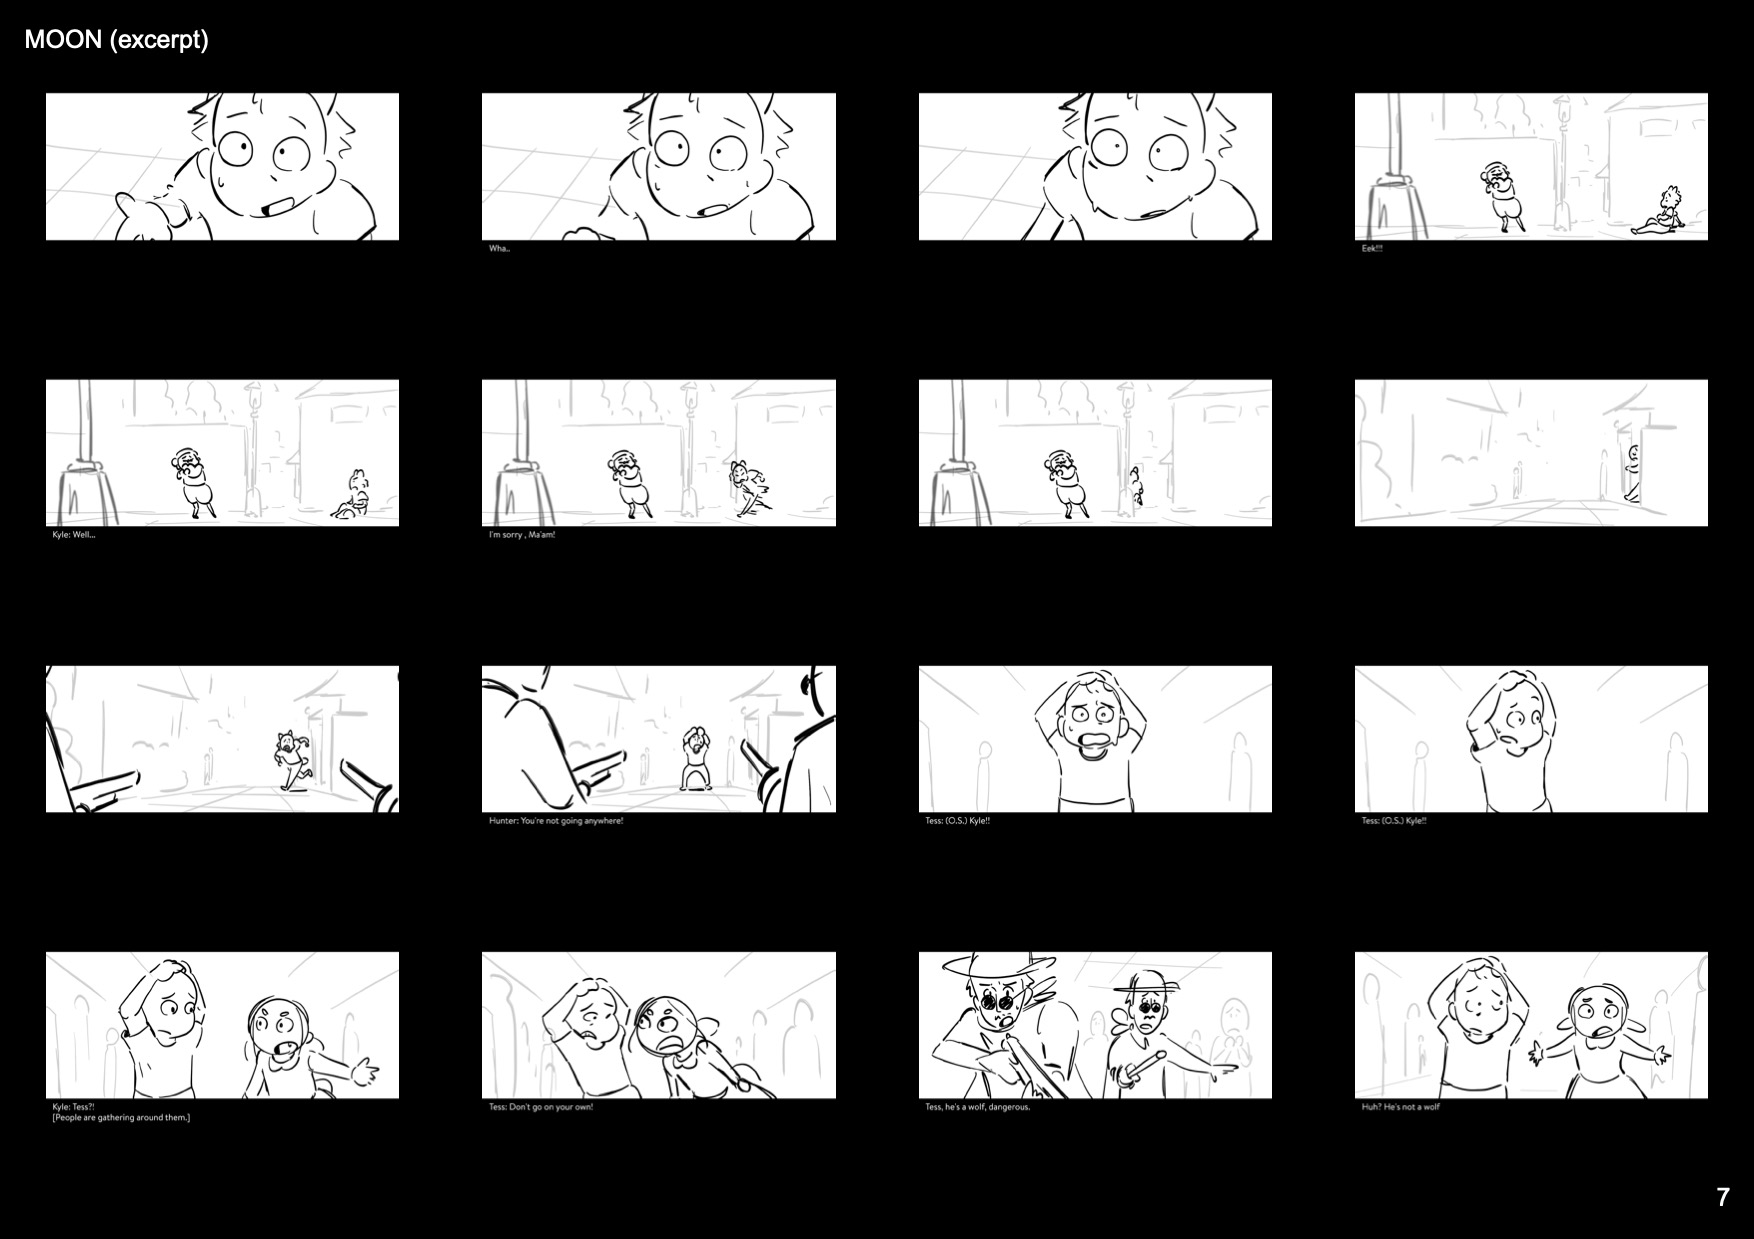 MOON (excerpt)
Wha..
Eek!!!
Kyle: Well...
I'm sorry , Ma'am!
Hunter: You're not going anywhere!
Tess: (O.S.) Kyle!!
Tess: (O.S.) Kyle!!
Kyle: Tess?!
[People are gathering around them.]
Tess: Don't go on your own!
Tess, he's a wolf, dangerous.
Huh? He's not a wolf
7